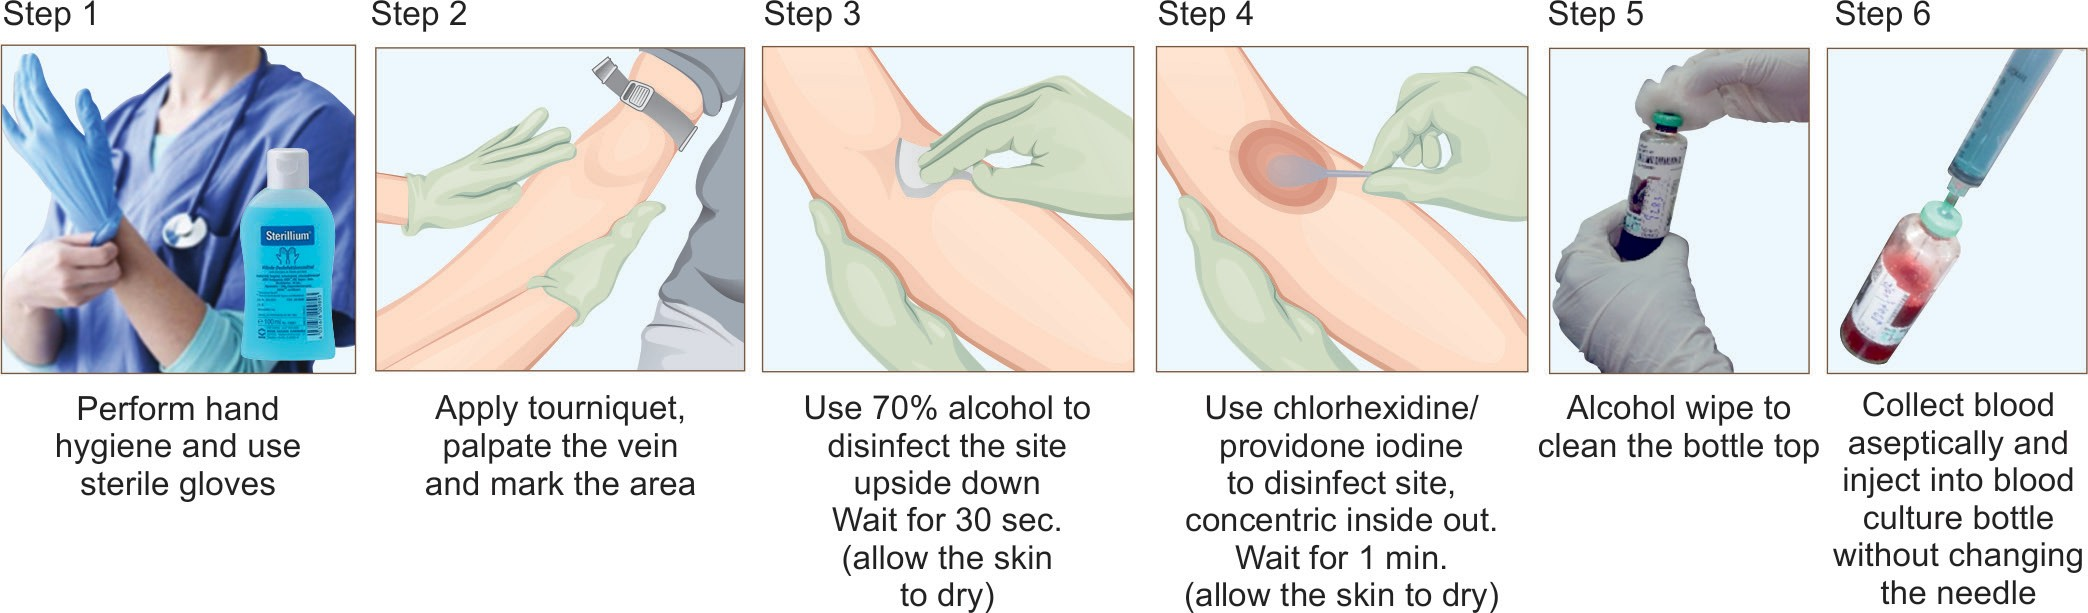 Step 1
Step 2
Step 3
Step 4
Step 5
Step 6
Sterillium
Perform hand
hygiene and use
sterile gloves
Apply tourniquet,
palpate the vein
and mark the area
Use 70% alcohol to
disinfect the site
upside down
Wait for 30 sec.
(allow the skin
to dry)
Use chlorhexidine/
providone iodine
to disinfect site,
concentric inside out.
Wait for 1 min.
(allow the skin to dry)
Alcohol wipe to
clean the bottle top
Collect blood
aseptically and
inject into blood
culture bottle
without changing
the needle